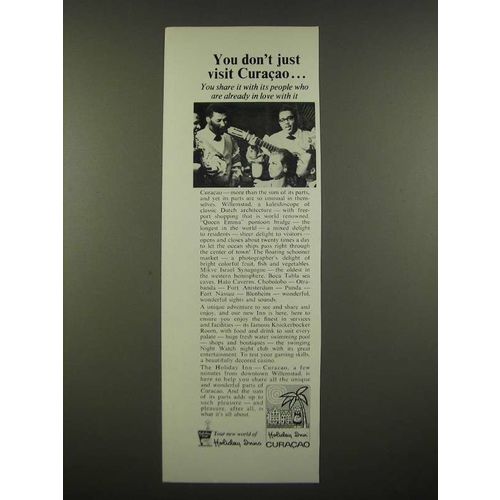 You don't just
visit Curaçao...
You share it with its people who
are already in love with it
Curaçao — more than the sum of its parts,
and yet its parts are so unusual in them-
selves. Willemstad, a kaleidoscope of
classic Dutch architecture — with free-
port shopping that is world renowned.
"Queen Emma" pontoon bridge — the
longest in the world — a mixed delight
to residents — sheer delight to visitors —
opens and closes about twenty times a day
to let the ocean ships pass right through
the center of town! The floating schooner
market — a photographer's delight of
bright colorful fruit, fish and vegetables.
Mikve Israel Synagogue — the oldest in
the western hemisphere. Boca Tabla sea
caves, Hato Caverns, Chobolobo — Otra-
banda — Fort Amsterdam — Punda —
Fort Nassau — Blenheim — wonderful,
wonderful sights and sounds.
A unique adventure to see and share and
enjoy, and our new Inn is here, here to
ensure you enjoy the finest in services
and facilities — its famous Knickerbocker
Room, with food and drink to suit every
palate — huge fresh water swimming pool
— shops and boutiques — the swinging
Night Watch night club with its great
entertainment. To test your gaming skills,
a beautifully decored casino.
The Holiday Inn — Curacao, a few
minutes from downtown Willemstad, is
here to help you share all the unique
and wonderful parts of
Curacao. And the sum
of its parts adds up to
such pleasure — and
pleasure, after all, is
what it's all about.
Your new world of
Holiday Inns
Holiday Inn
CURAÇAO